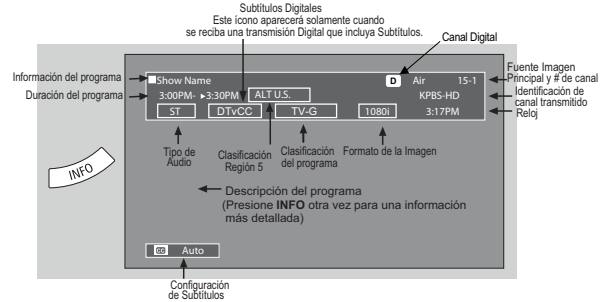 Subtítulos Digitales
Este ícono aparecerá solamente cuando
se reciba una transmisión Digital que incluya Subtítulos.
Canal Digital
Información del programa
Duración del programa
Show Name
D Air 15-1
3:00PM- ▸3:30PM ALT U.S. KPBS-HD
ST DTvCC TV-G 1080i 3:17PM
Fuente Imagen
Principal y # de canal
Identificación de
canal transmitido
Reloj
Tipo de
Audio
Clasificación
Región 5
Clasificación
del programa
Formato de la Imagen
INFO
Descripción del programa
(Presione INFO otra vez para una información
más detallada)
CC Auto
Configuración
de Subtítulos